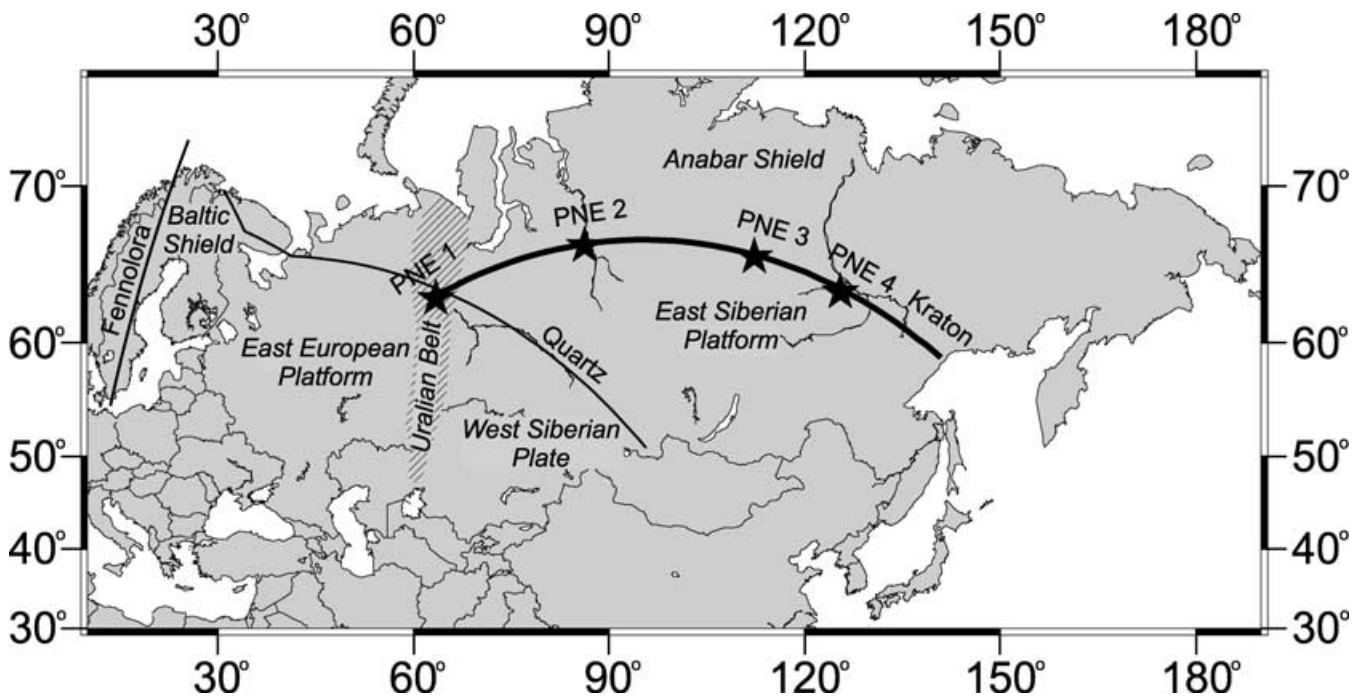 30° 60° 90° 120° 150° 180°
Anabar Shield
70° 70°
Baltic
Shield
PNE 2
PNE 3
PNE 1
PNE 4
Kraton
Fennolora
East Siberian
Platform
60° 60°
East European
Platform
Quartz
Uralian Belt
West Siberian
Plate
50° 50°
40° 40°
30° 30°
30° 60° 90° 120° 150° 180°